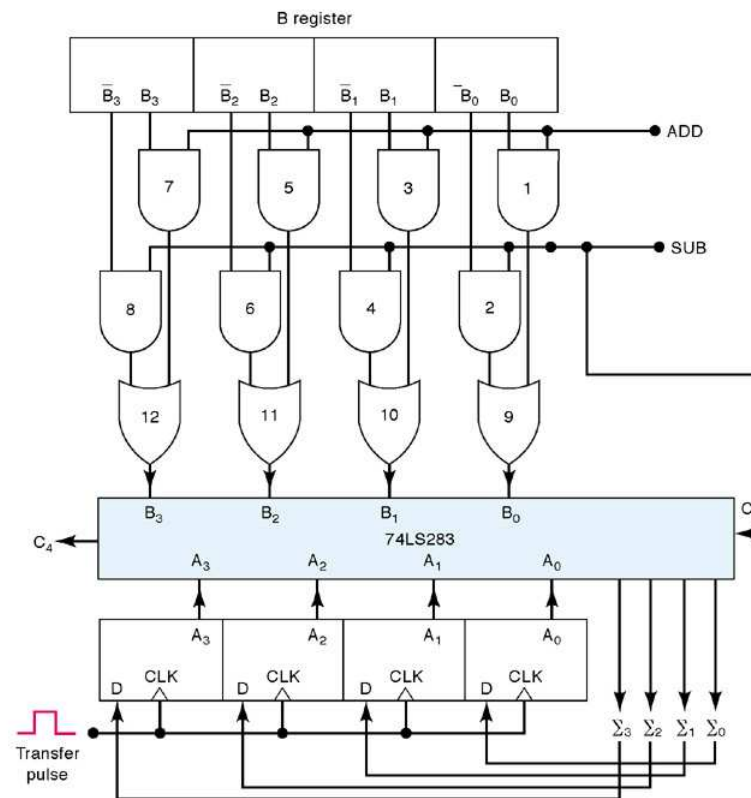 B register
B̅₃ B₃ B̅₂ B₂ B̅₁ B₁ B̅₀ B₀
ADD
7 5 3 1
SUB
8 6 4 2
12 11 10 9
B₃ B₂ B₁ B₀ C
C₄ 74LS283
A₃ A₂ A₁ A₀
A₃ A₂ A₁ A₀
CLK CLK CLK CLK
D D D D
Σ₃ Σ₂ Σ₁ Σ₀
Transfer
pulse